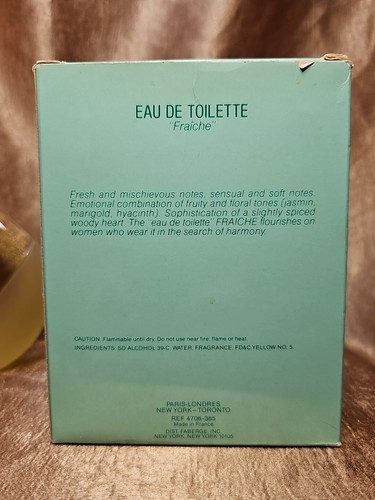 EAU DE TOILETTE
"Fraîche"
Fresh and mischievous notes, sensual and soft notes.
Emotional combination of fruity and floral tones (jasmin,
marigold, hyacinth). Sophistication of a slightly spiced
woody heart. The "eau de toilette" FRAICHE flourishes on
women who wear it in the search of harmony.
CAUTION: Flammable until dry. Do not use near fire, flame or heat.
INGREDIENTS: SD ALCOHOL 39-C, WATER, FRAGRANCE, FD&C YELLOW NO. 5.
PARIS-LONDRES
NEW YORK-TORONTO
REF. 4706-385
Made in France
DIST. FABERGE, INC.
NEW YORK, NEW YORK 10105